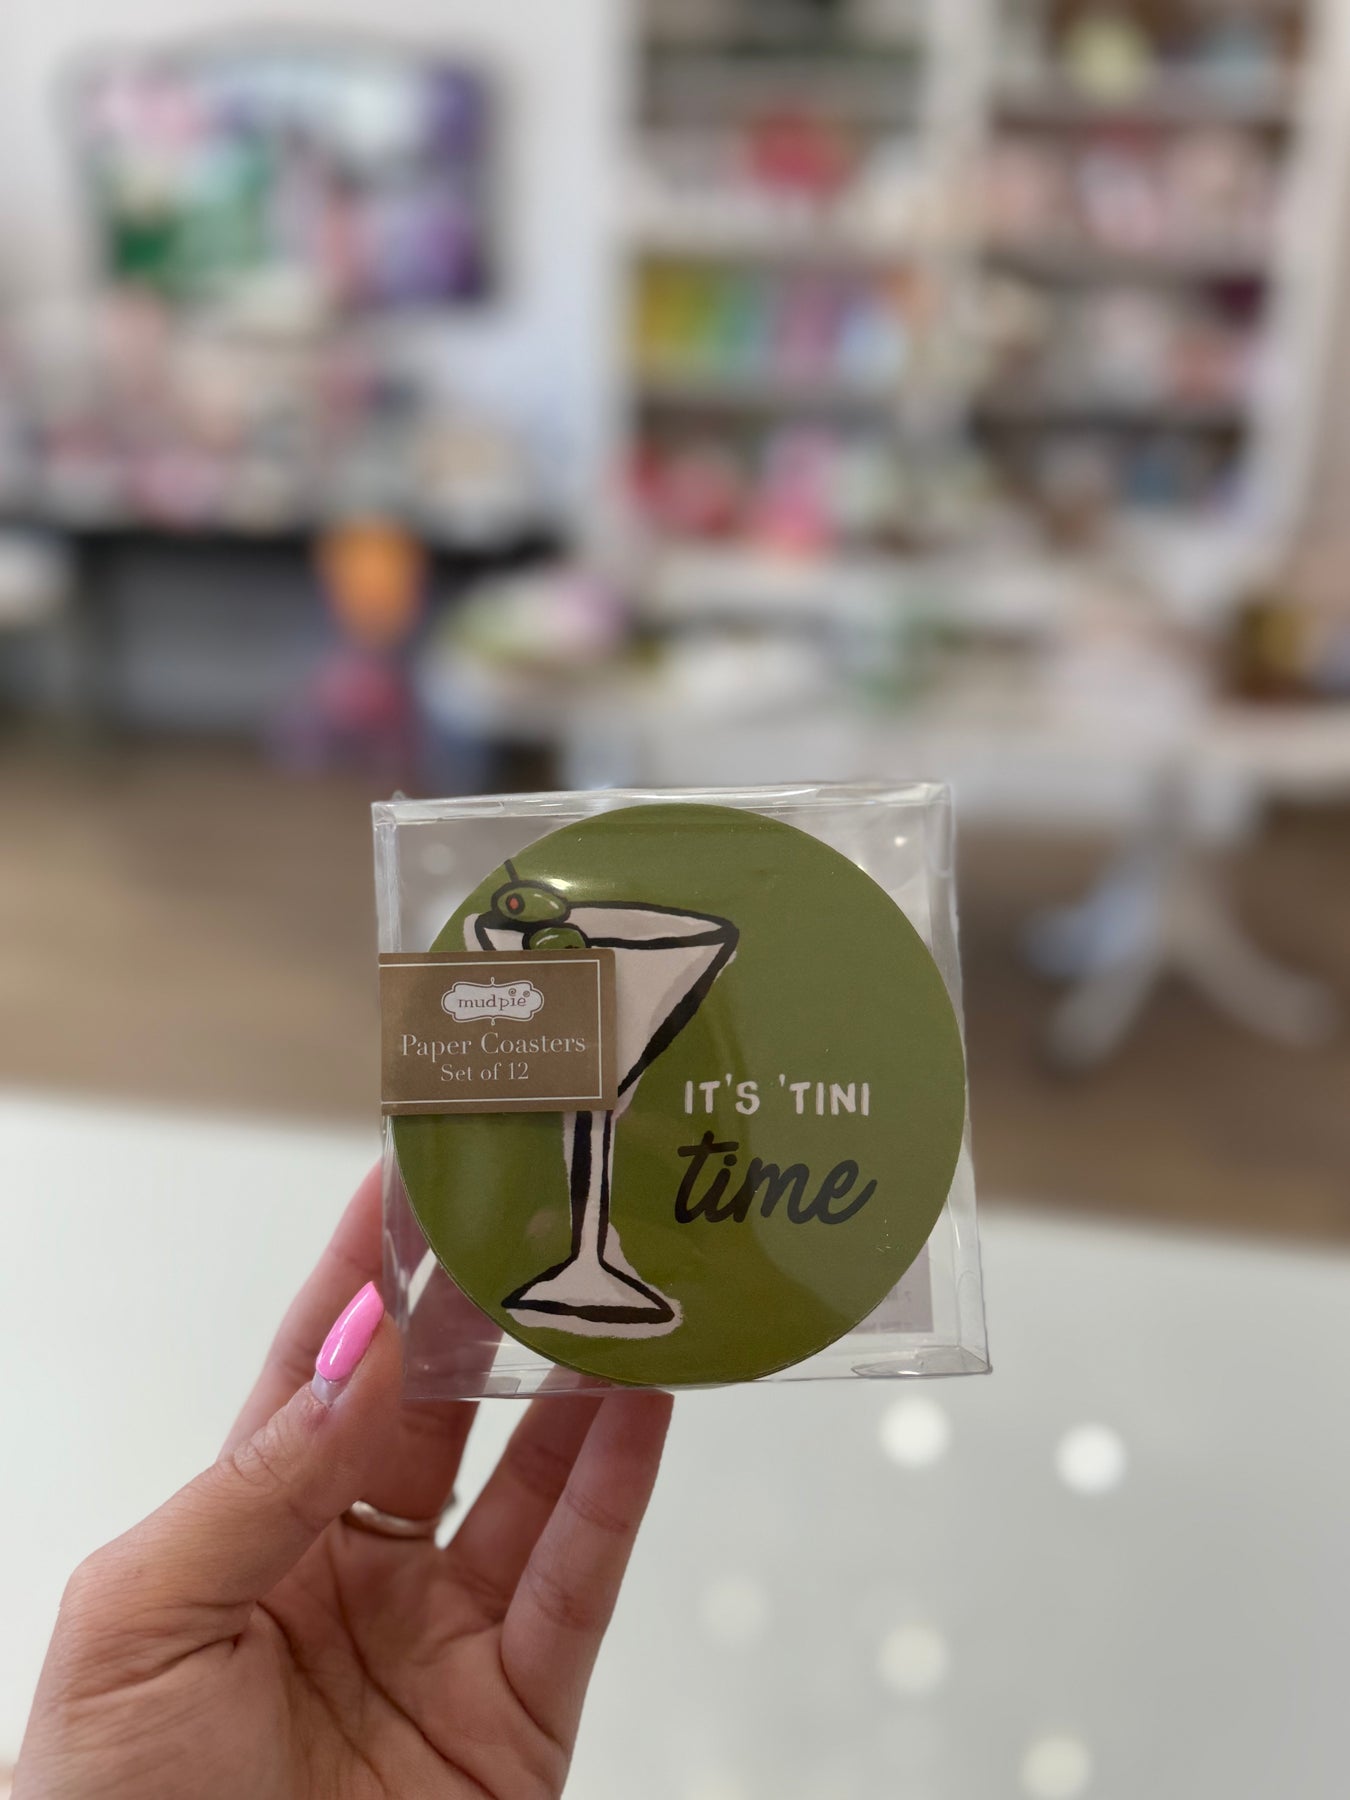 mudpie®
Paper Coasters
Set of 12
IT'S 'TINI
time